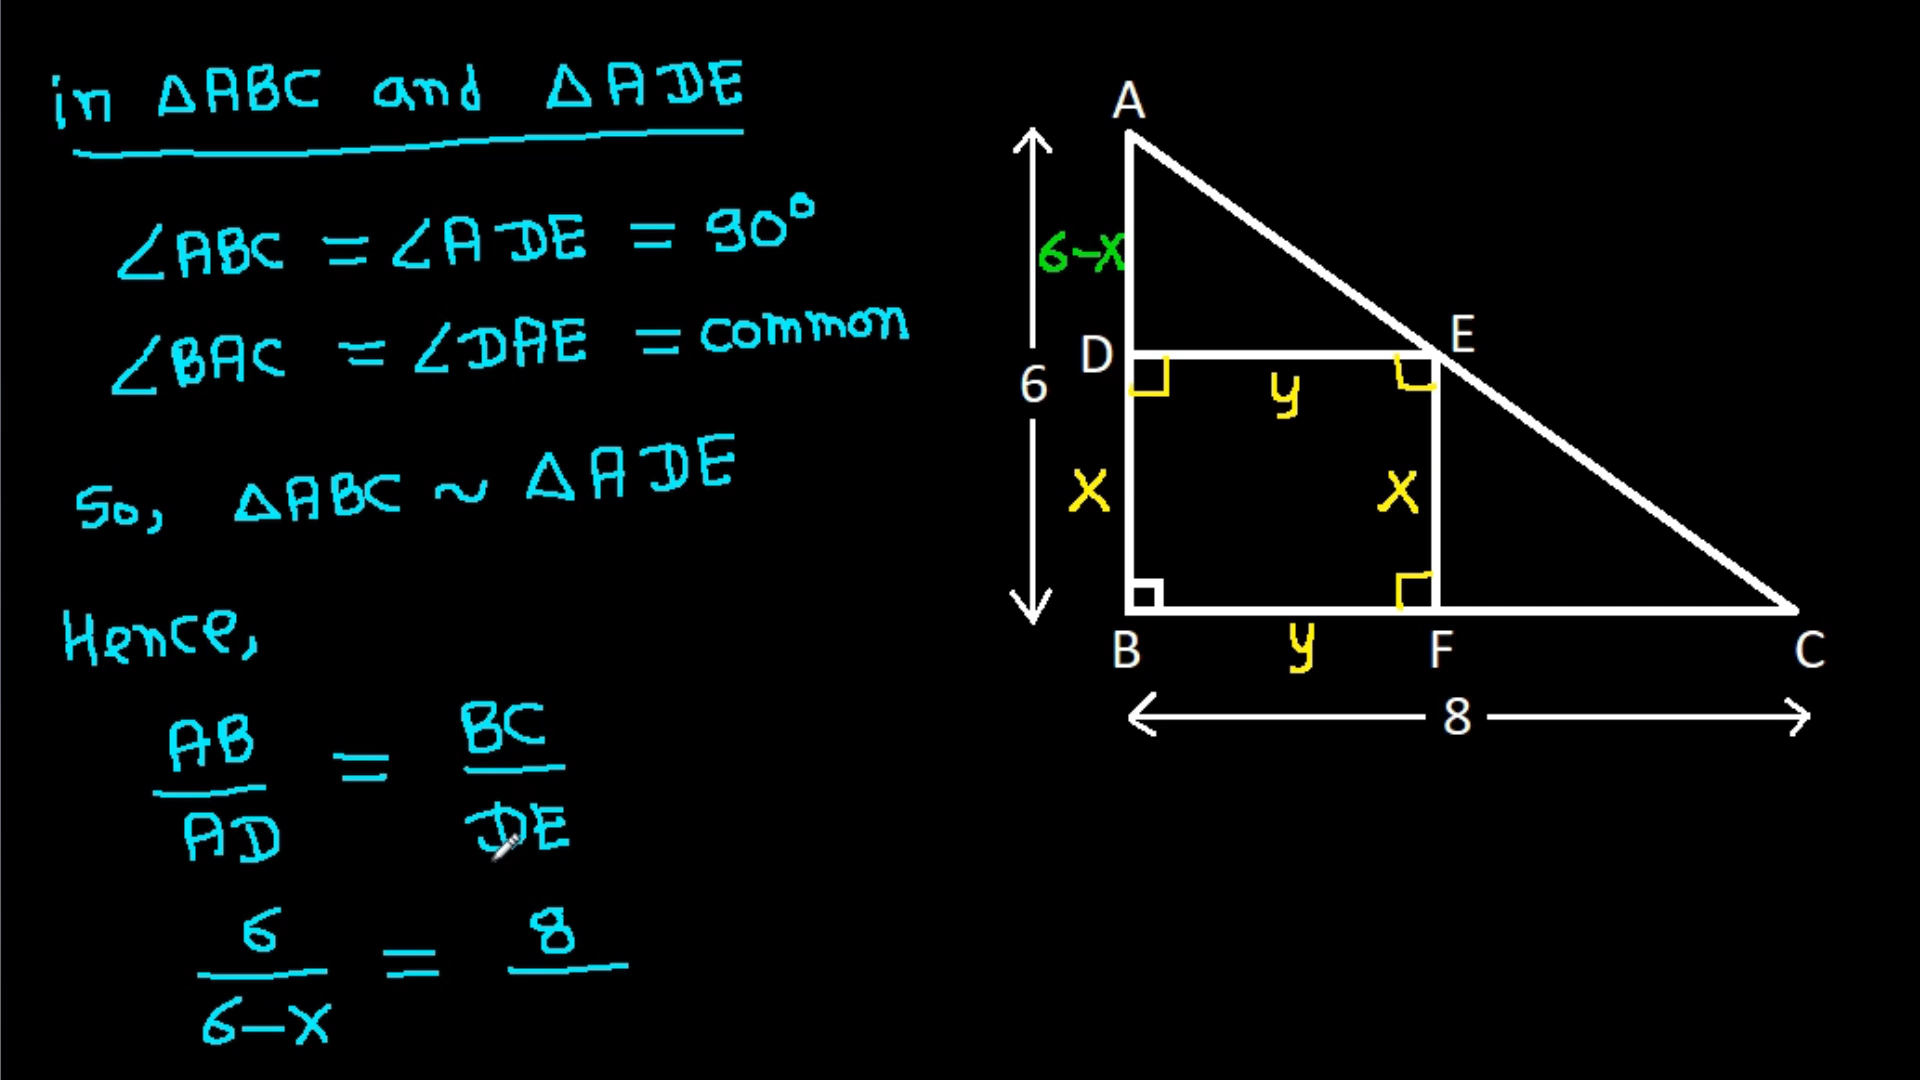 in ΔABC and ΔADE
∠ABC = ∠ADE = 90°
∠BAC = ∠DAE = common
So, ΔABC ~ ΔADE
Hence,
AB = BC
AD DE
6 = 8
6-x
A
6-x
D
E
6
y
x
x
B
y
F
C
8